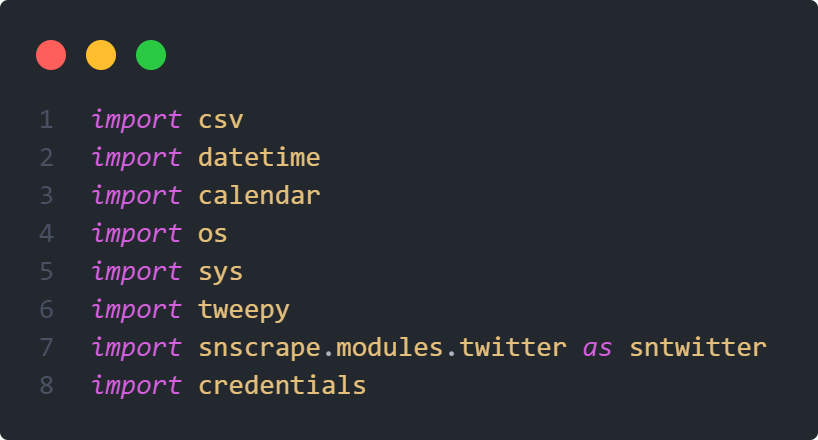 1 import csv
2 import datetime
3 import calendar
4 import os
5 import sys
6 import tweepy
7 import snscrape.modules.twitter as sntwitter
8 import credentials